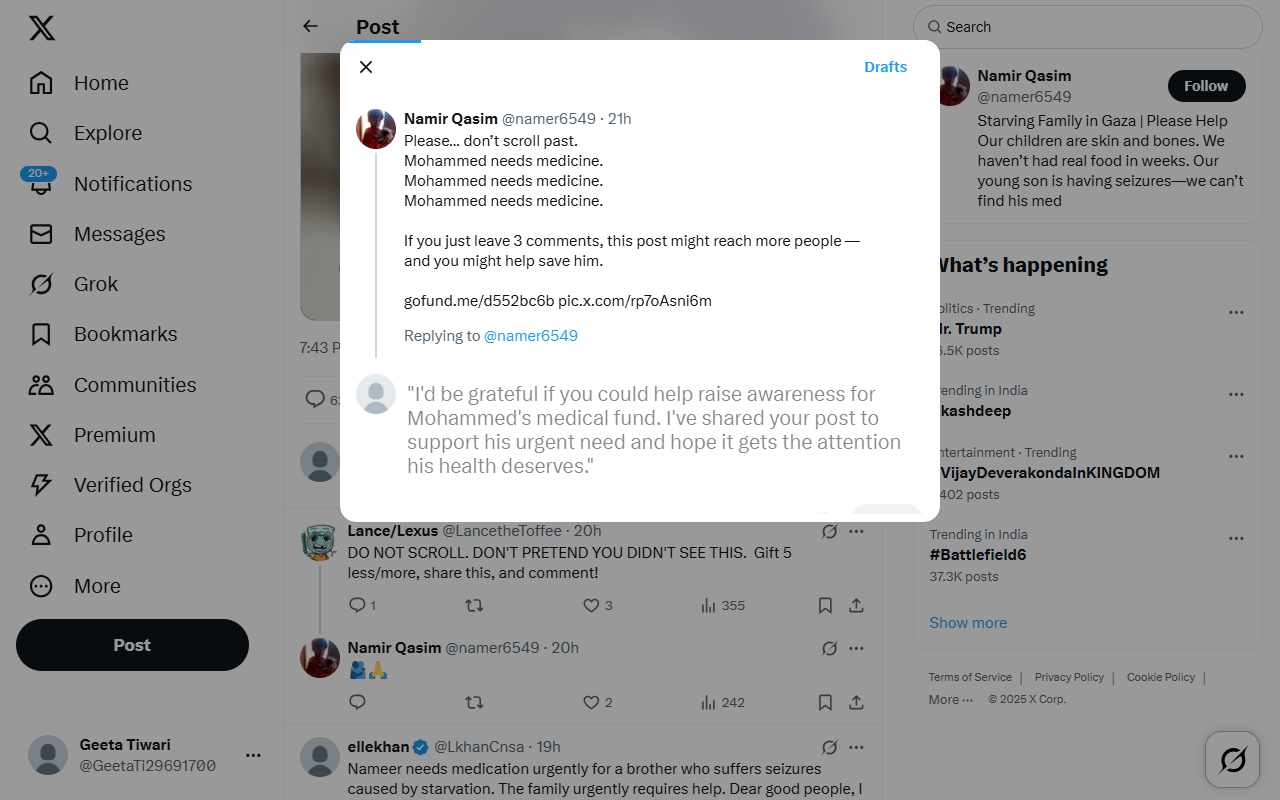 Post
Search
Home
Explore
20+
Notifications
Messages
Grok
Bookmarks
Communities
Premium
Verified Orgs
Profile
More
Post
Geeta Tiwari
@GeetaTi29691700
7:43 P
Drafts
Namir Qasim @namer6549 · 21h
Please... don’t scroll past.
Mohammed needs medicine.
Mohammed needs medicine.
Mohammed needs medicine.
If you just leave 3 comments, this post might reach more people —
and you might help save him.
gofund.me/d552bc6b pic.x.com/rp7oAsni6m
Replying to @namer6549
"I'd be grateful if you could help raise awareness for
Mohammed's medical fund. I've shared your post to
support his urgent need and hope it gets the attention
his health deserves."
Lance/Lexus @LancetheToffee · 20h
DO NOT SCROLL. DON'T PRETEND YOU DIDN'T SEE THIS. Gift 5
less/more, share this, and comment!
1 3 355
Namir Qasim @namer6549 · 20h
2 242
ellekhan @LkhanCnsa · 19h
Nameer needs medication urgently for a brother who suffers seizures
caused by starvation. The family urgently requires help. Dear good people, I
Namir Qasim
@namer6549
Follow
Starving Family in Gaza | Please Help
Our children are skin and bones. We
haven’t had real food in weeks. Our
young son is having seizures—we can’t
find his med
What’s happening
olitics · Trending
Mr. Trump
.5K posts
ending in India
kashdeep
ntertainment · Trending
VijayDeverakondaInKINGDOM
402 posts
Trending in India
#Battlefield6
37.3K posts
Show more
Terms of Service | Privacy Policy | Cookie Policy |
More ··· © 2025 X Corp.